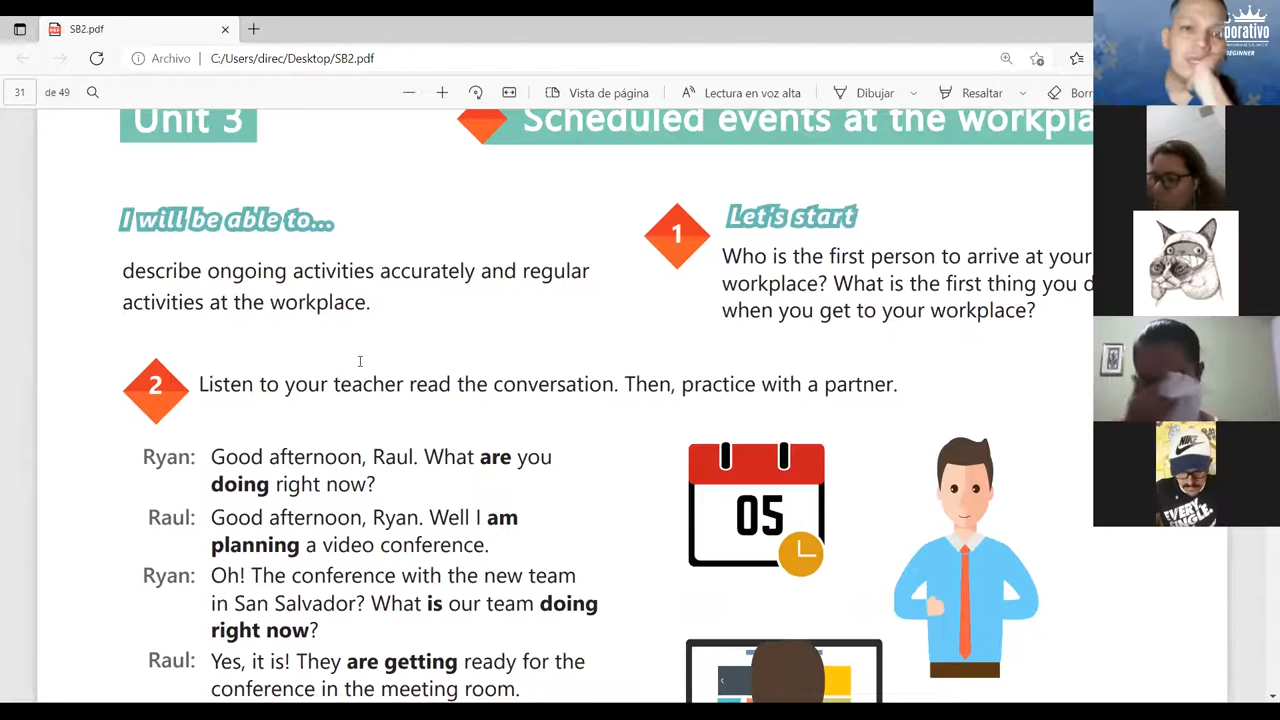 SB2.pdf
Archivo
C:/Users/direc/Desktop/SB2.pdf
31
de 49
Vista de página
Lectura en voz alta
Dibujar
Resaltar
Borr
Unit 3
Scheduled events at the workpla
I will be able to...
describe ongoing activities accurately and regular
activities at the workplace.
1
Let's start
Who is the first person to arrive at your
workplace? What is the first thing you d
when you get to your workplace?
2
Listen to your teacher read the conversation. Then, practice with a partner.
Ryan: Good afternoon, Raul. What are you
doing right now?
Raul: Good afternoon, Ryan. Well I am
planning a video conference.
Ryan: Oh! The conference with the new team
in San Salvador? What is our team doing
right now?
Raul: Yes, it is! They are getting ready for the
conference in the meeting room.
05
porativo
BEGINNER
NIKE
EVERY
SINGLE